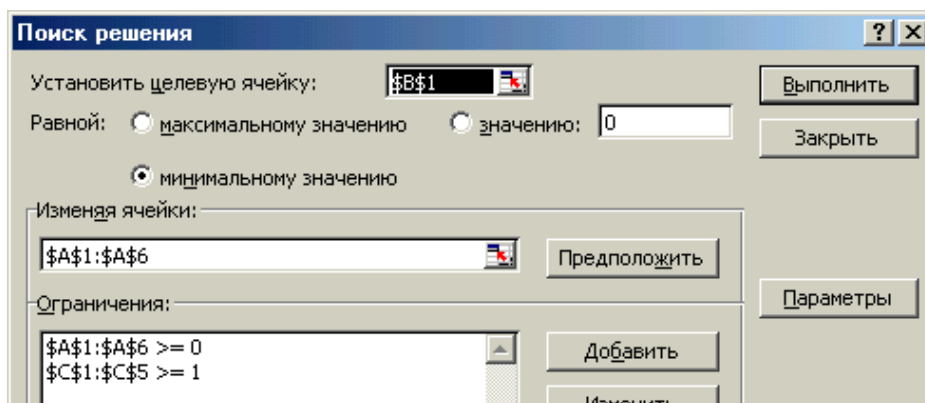 Поиск решения
Установить целевую ячейку: $B$1 Выполнить
Равной: максимальному значению значению: 0 Закрыть
минимальному значению
Изменяя ячейки:
$A$1:$A$6 Предположить
Ограничения: Параметры
$A$1:$A$6 >= 0 Добавить
$C$1:$C$5 >= 1